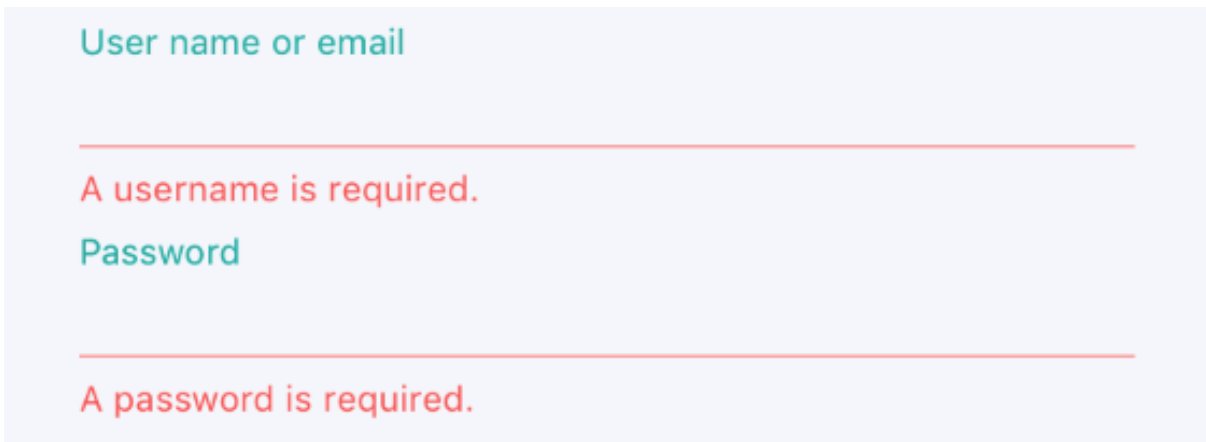 User name or email
A username is required.
Password
A password is required.